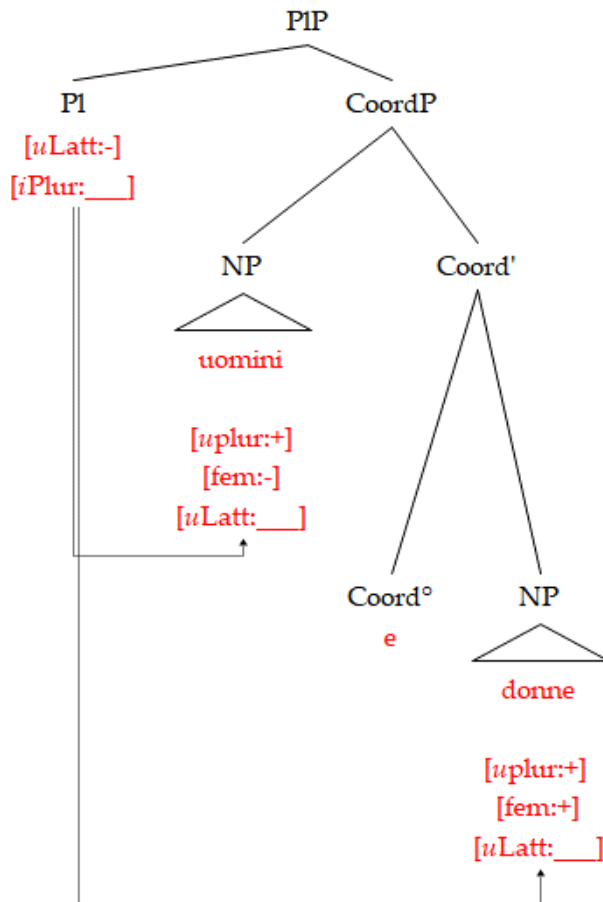 PlP
Pl CoordP
[uLatt:-]
[iPlur:___]
NP Coord'
uomini
[uplur:+]
[fem:-]
[uLatt:___]
Coord° NP
e
donne
[uplur:+]
[fem:+]
[uLatt:___]